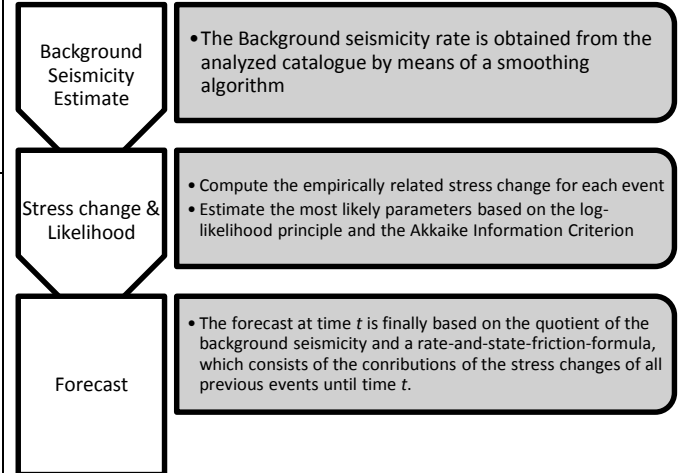 Background
Seismicity
Estimate
•The Background seismicity rate is obtained from the
analyzed catalogue by means of a smoothing
algorithm
Stress change &
Likelihood
• Compute the empirically related stress change for each event
• Estimate the most likely parameters based on the log-
likelihood principle and the Akkaike Information Criterion
Forecast
• The forecast at time t is finally based on the quotient of the
background seismicity and a rate-and-state-friction-formula,
which consists of the conributions of the stress changes of all
previous events until time t.